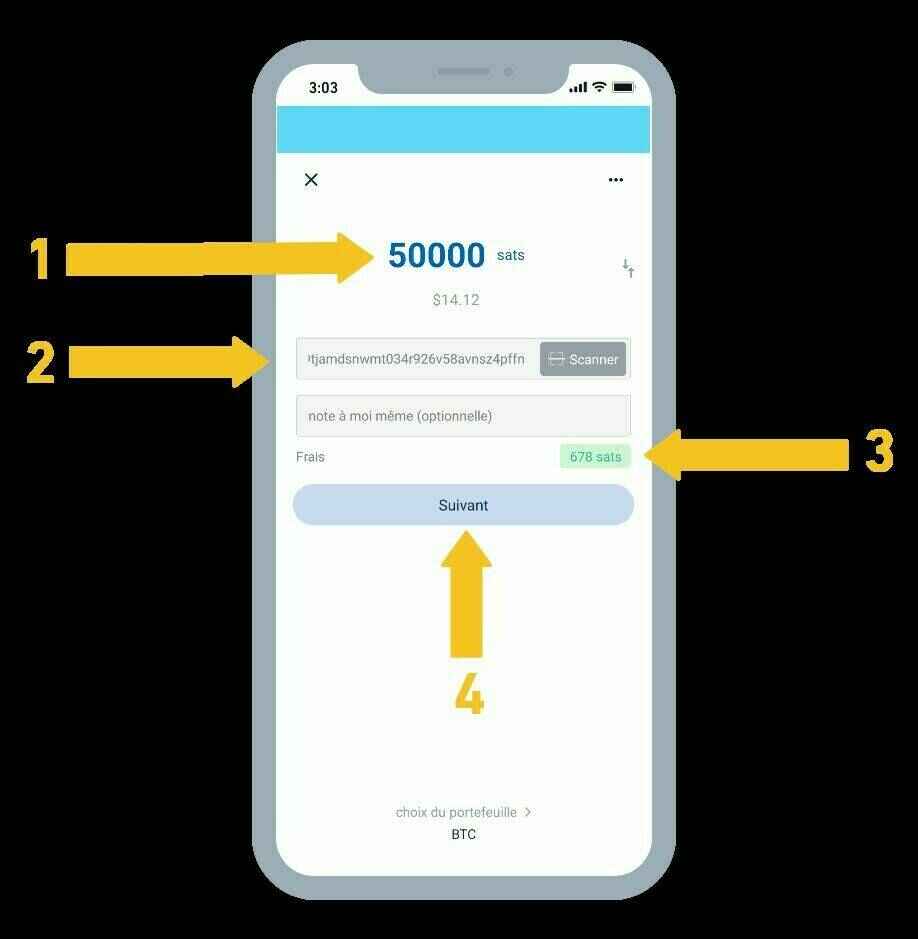 3:03
1
50000 sats
$14.12
2
tjamdsnwmt034r926v58avnsz4pffn
Scanner
note à moi même (optionnelle)
Frais
678 sats
3
Suivant
4
choix du portefeuille >
BTC